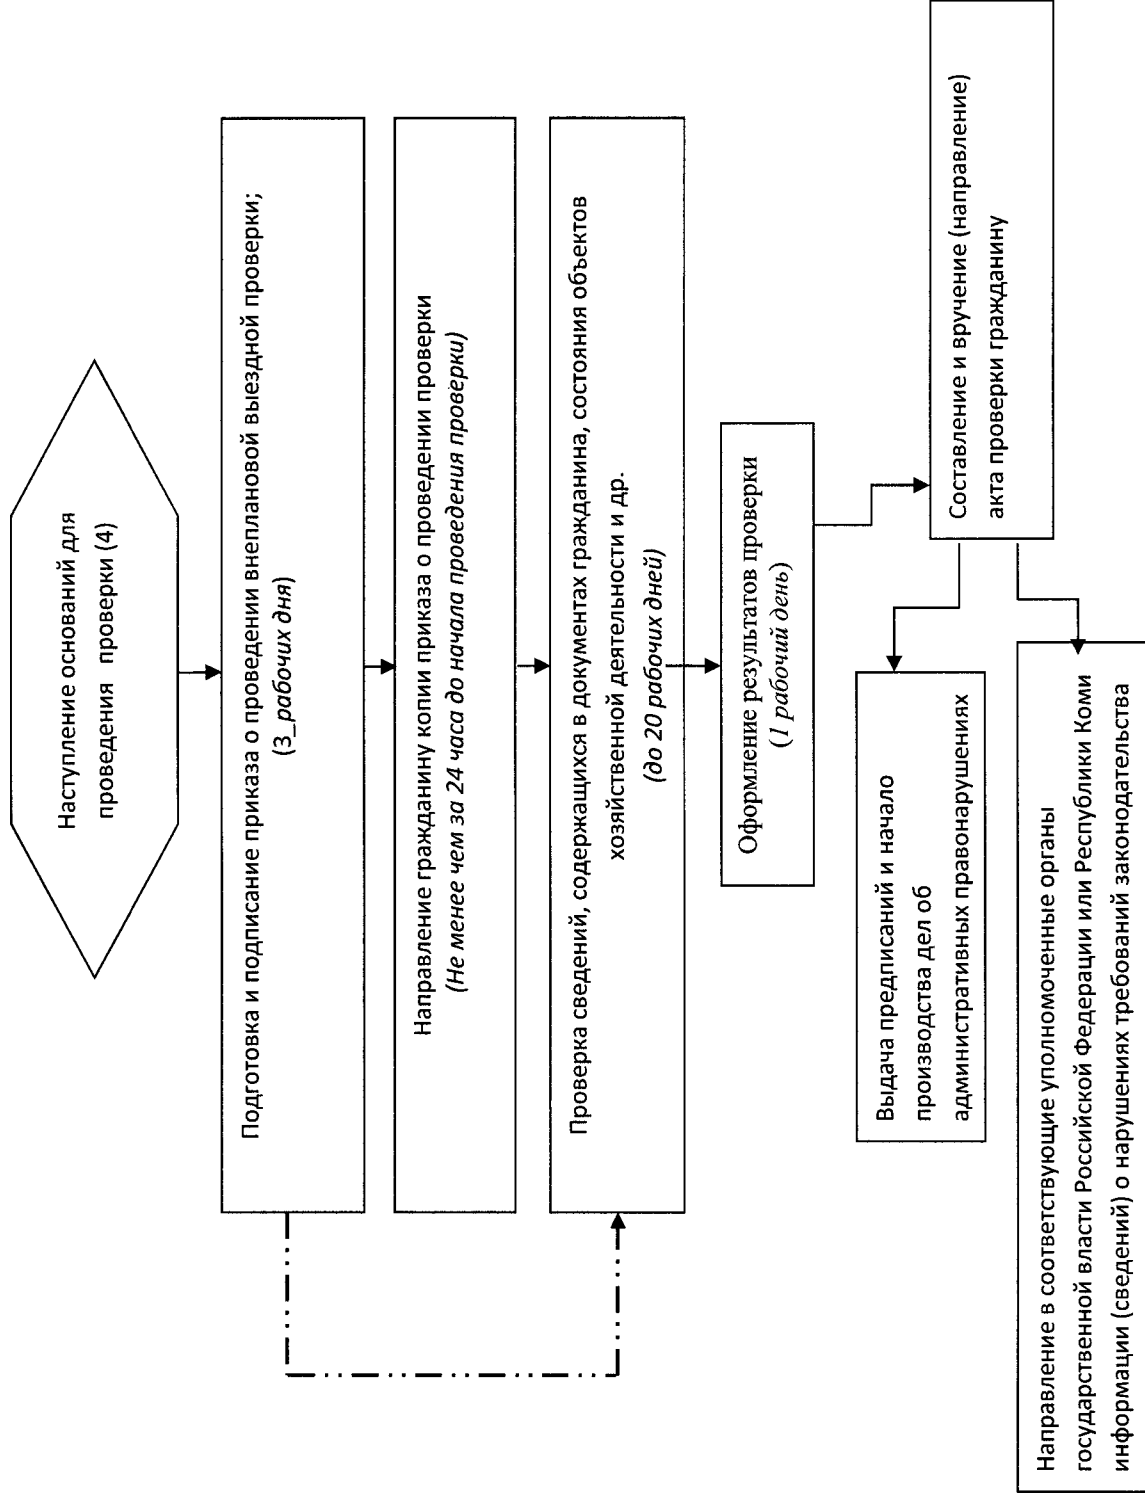 Наступление оснований для
проведения проверки (4)
Подготовка и подписание приказа о проведении внеплановой выездной проверки;
(3_рабочих дня)
Направление гражданину копии приказа о проведении проверки
(Не менее чем за 24 часа до начала проведения проверки)
Проверка сведений, содержащихся в документах гражданина, состояния объектов
хозяйственной деятельности и др.
(до 20 рабочих дней)
Оформление результатов проверки
(1 рабочий день)
Составление и вручение (направление)
акта проверки гражданину
Выдача предписаний и начало
производства дел об
административных правонарушениях
Направление в соответствующие уполномоченные органы
государственной власти Российской Федерации или Республики Коми
информации (сведений) о нарушениях требований законодательства